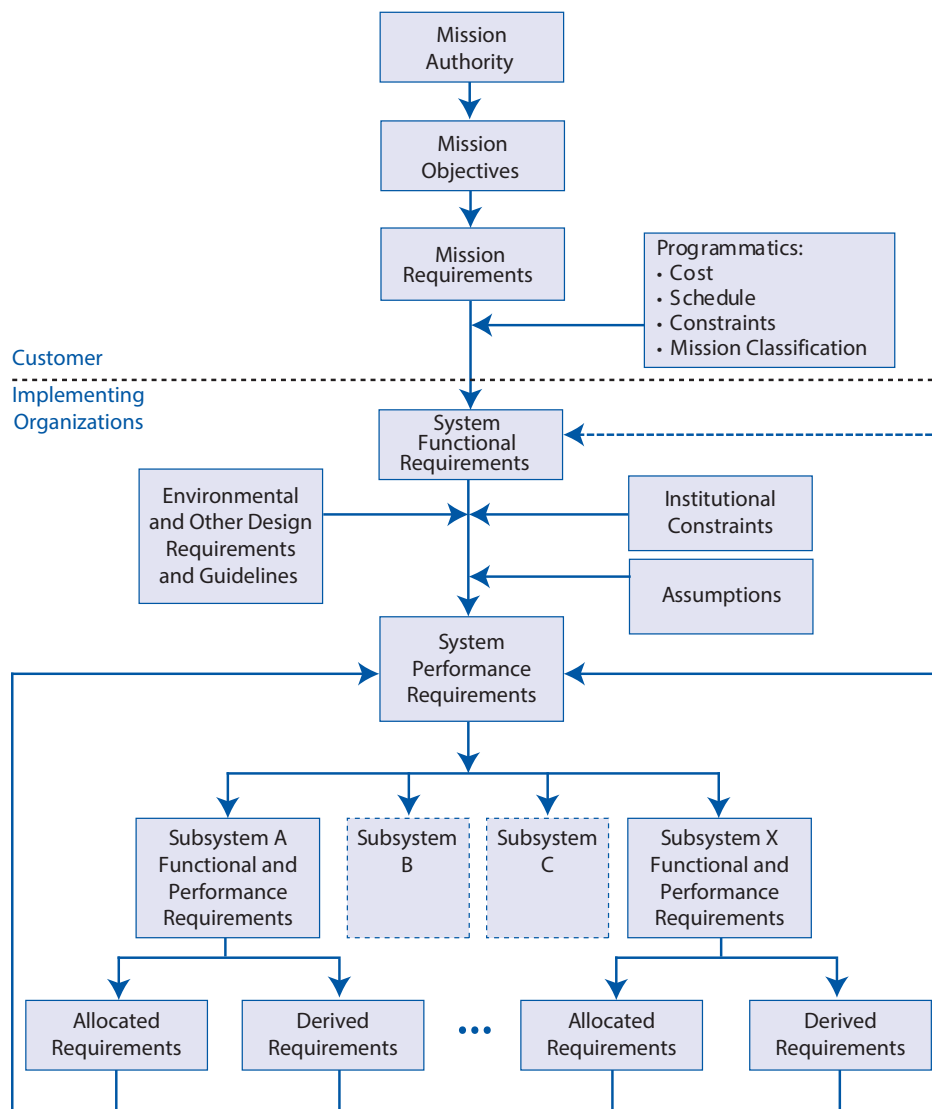 Mission
Authority
Mission
Objectives
Mission
Requirements
Programmatics:
• Cost
• Schedule
• Constraints
• Mission Classification
Customer
Implementing
Organizations
System
Functional
Requirements
Environmental
and Other Design
Requirements
and Guidelines
Institutional
Constraints
Assumptions
System
Performance
Requirements
Subsystem A
Functional and
Performance
Requirements
Subsystem
B
Subsystem
C
Subsystem X
Functional and
Performance
Requirements
Allocated
Requirements
Derived
Requirements
•••
Allocated
Requirements
Derived
Requirements